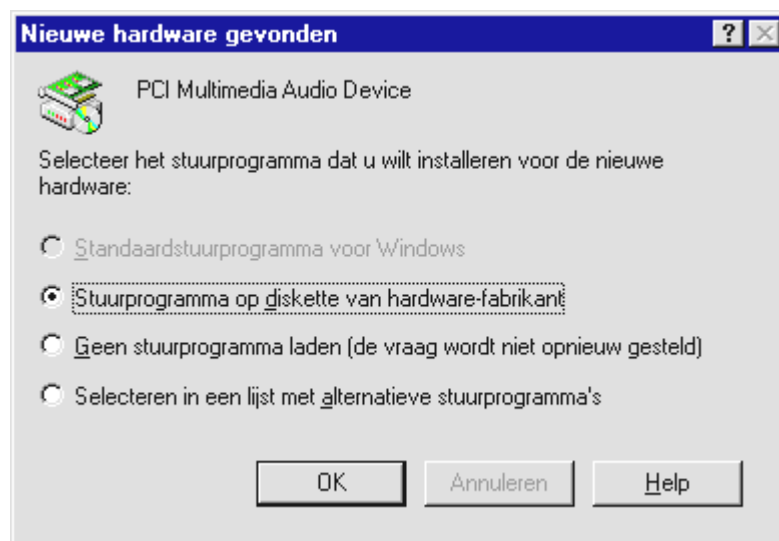 Nieuwe hardware gevonden
?
PCI Multimedia Audio Device
Selecteer het stuurprogramma dat u wilt installeren voor de nieuwe
hardware:
Standaardstuurprogramma voor Windows
Stuurprogramma op diskette van hardware-fabrikant
Geen stuurprogramma laden (de vraag wordt niet opnieuw gesteld)
Selecteren in een lijst met alternatieve stuurprogramma's
OK Annuleren Help